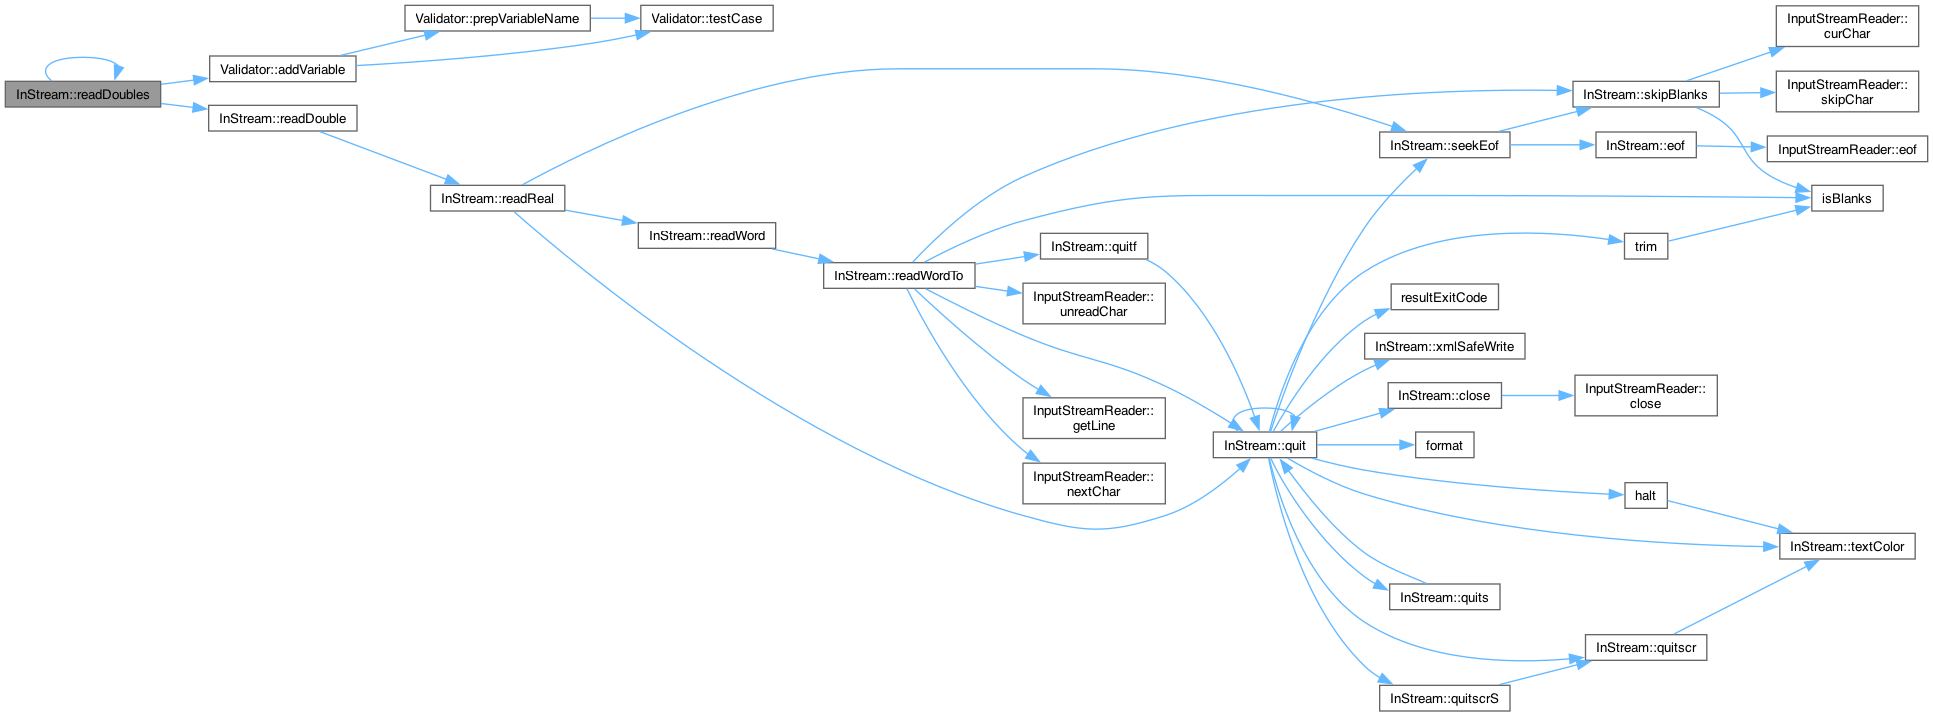 InStream::readDoubles
Validator::addVariable
InStream::readDouble
Validator::prepVariableName
Validator::testCase
InStream::readReal
InStream::readWord
InStream::readWordTo
InStream::quitf
InputStreamReader::
unreadChar
InputStreamReader::
getLine
InputStreamReader::
nextChar
InStream::quit
InStream::seekEof
resultExitCode
InStream::xmlSafeWrite
InStream::close
format
InStream::quits
InStream::quitscrS
InStream::skipBlanks
InStream::eof
trim
InputStreamReader::
close
halt
InStream::quitscr
InputStreamReader::
curChar
InputStreamReader::
skipChar
InputStreamReader::eof
isBlanks
InStream::textColor